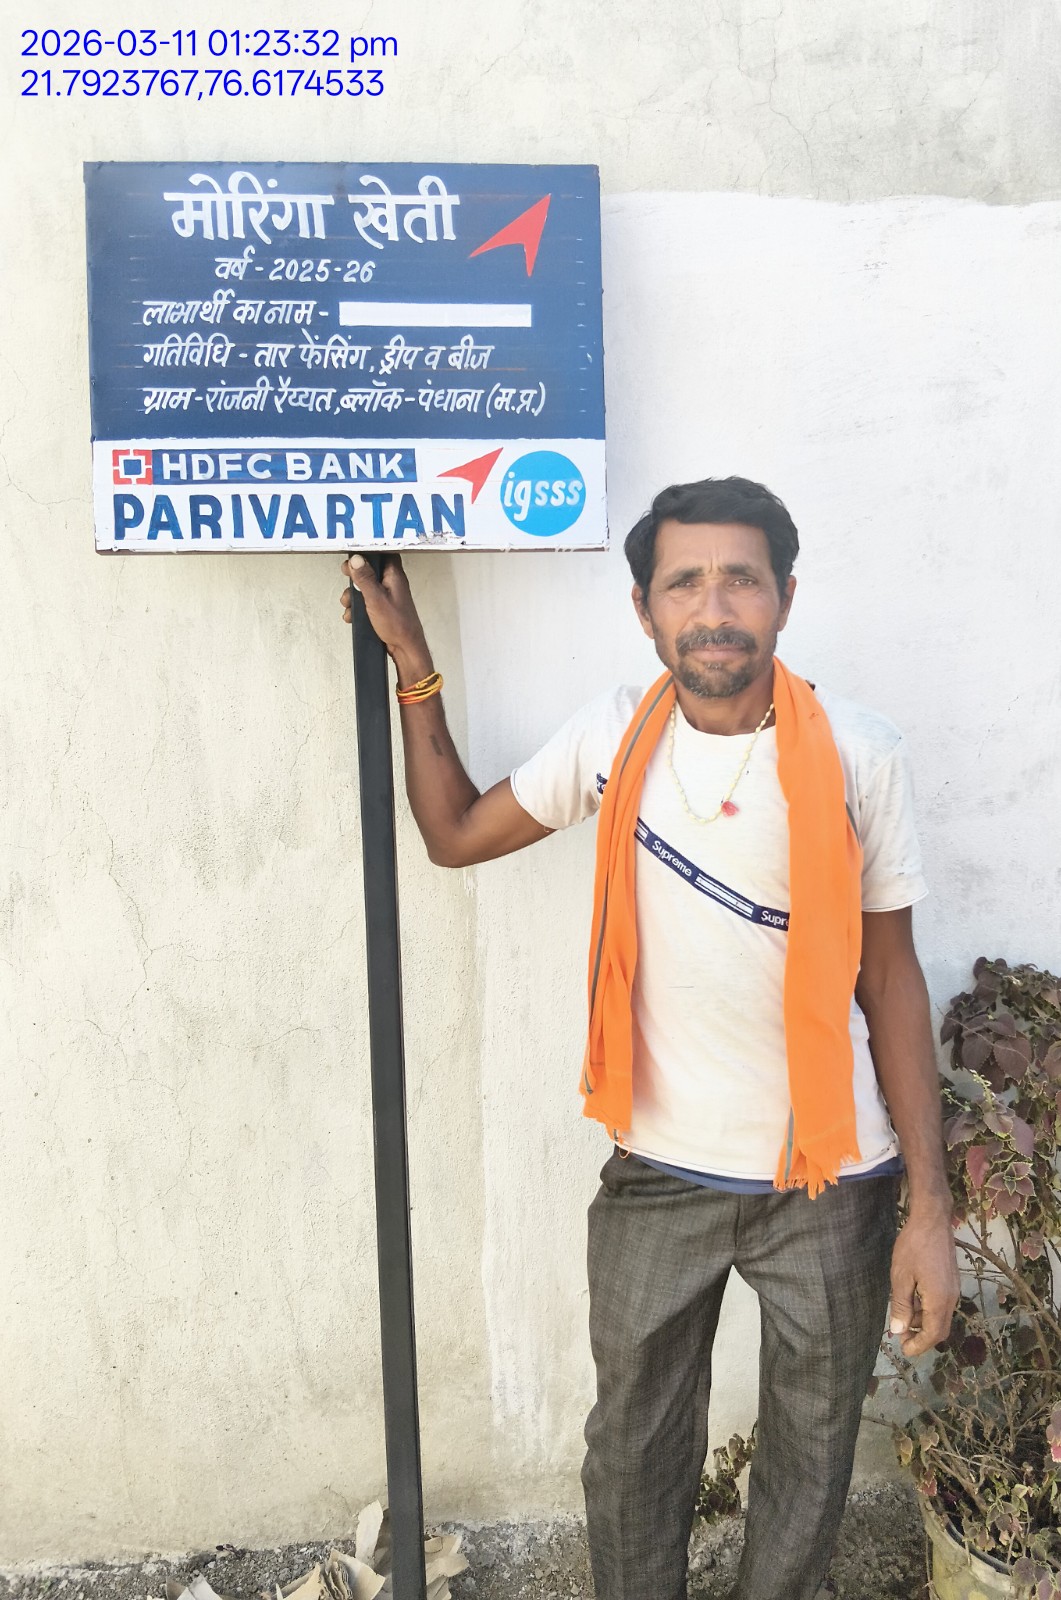 2026-03-11 01:23:32 pm
21.7923767,76.6174533
मोरिंगा खेती
वर्ष - 2025-26
लाभार्थी का नाम -
गतिविधि - तार फेंसिंग, ड्रीप व बीज
ग्राम - रांजनी रैय्यत, ब्लॉक - पंधाना (म.प्र.)
HDFC BANK
PARIVARTAN
igsss
Supreme
Supr